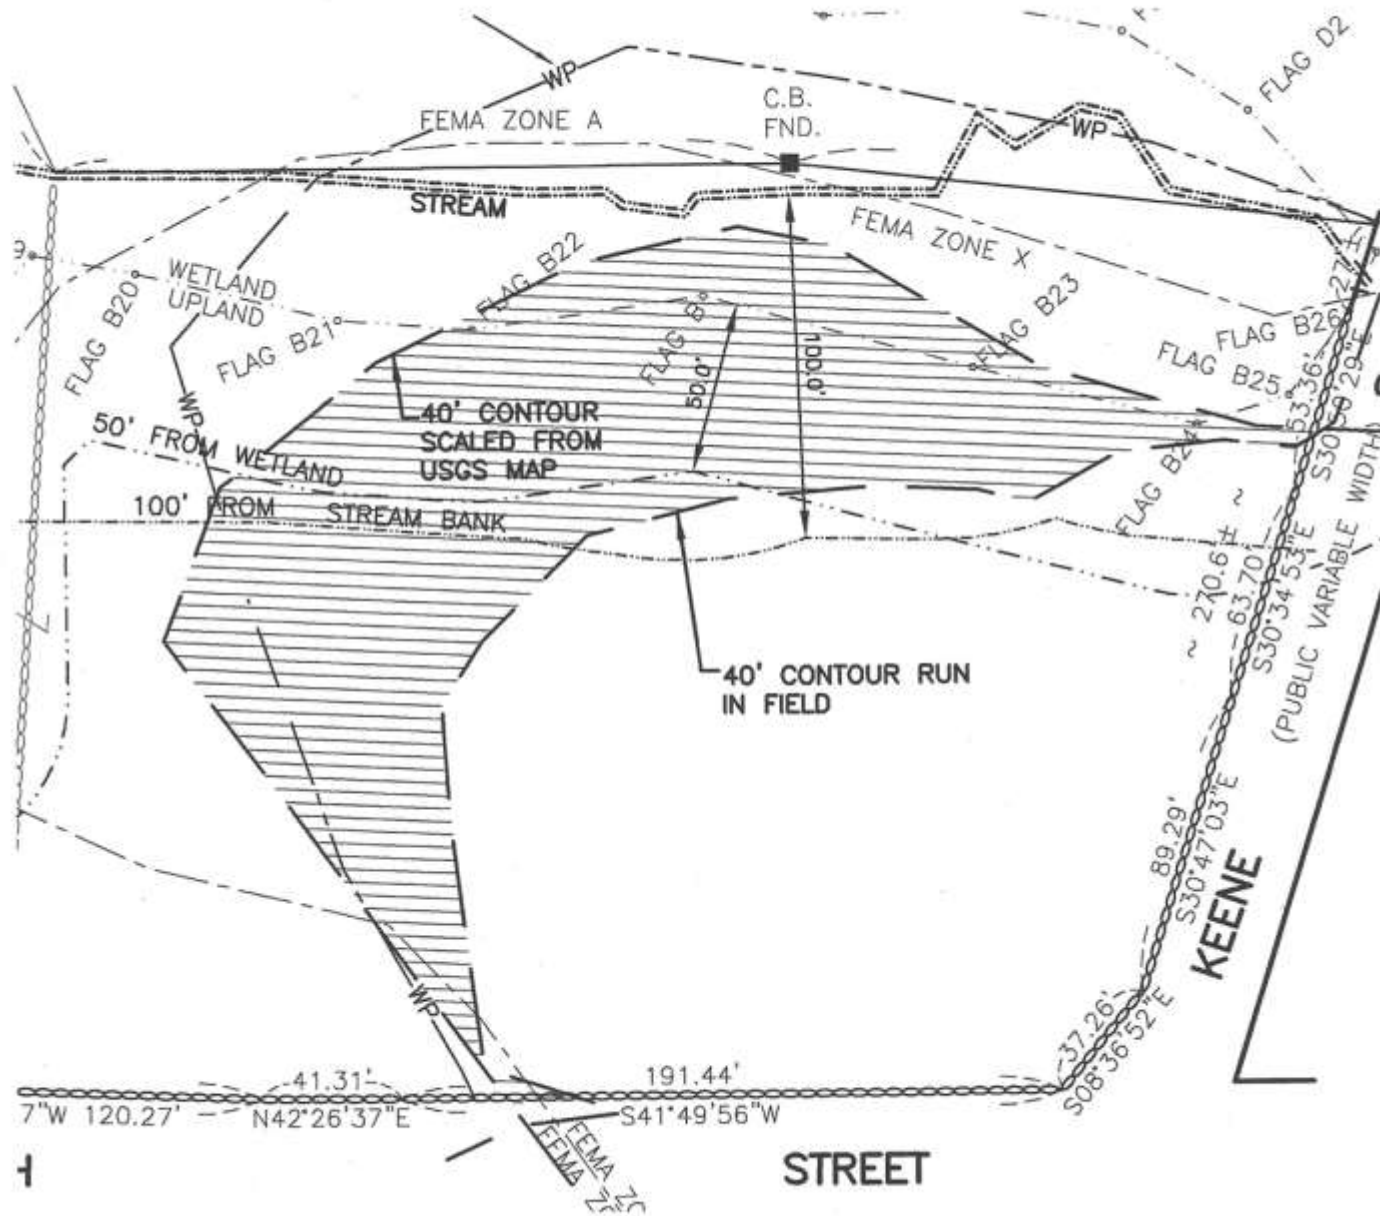 FLAG D2
WP
C.B.
FND.
FEMA ZONE A
WP
STREAM
FEMA ZONE X
FLAG B22
WETLAND
UPLAND
FLAG B20
FLAG B21
FLAG B
FLAG B23
FLAG B26
FLAG B25
FLAG B24
50.0'
100.0'
WP
40' CONTOUR
SCALED FROM
USGS MAP
50' FROM WETLAND
100' FROM STREAM BANK
40' CONTOUR RUN
IN FIELD
53.36'
S30°50'29"E
~ 270.6'± ~
63.70'
S30°34'53"E
(PUBLIC VARIABLE WIDTH)
89.29'
S30°47'03"E
KEENE
37.26'
S08°36'52"E
WP
41.31'
191.44'
7"W 120.27'
N42°26'37"E
S41°49'56"W
FEMA
FEMA
STREET